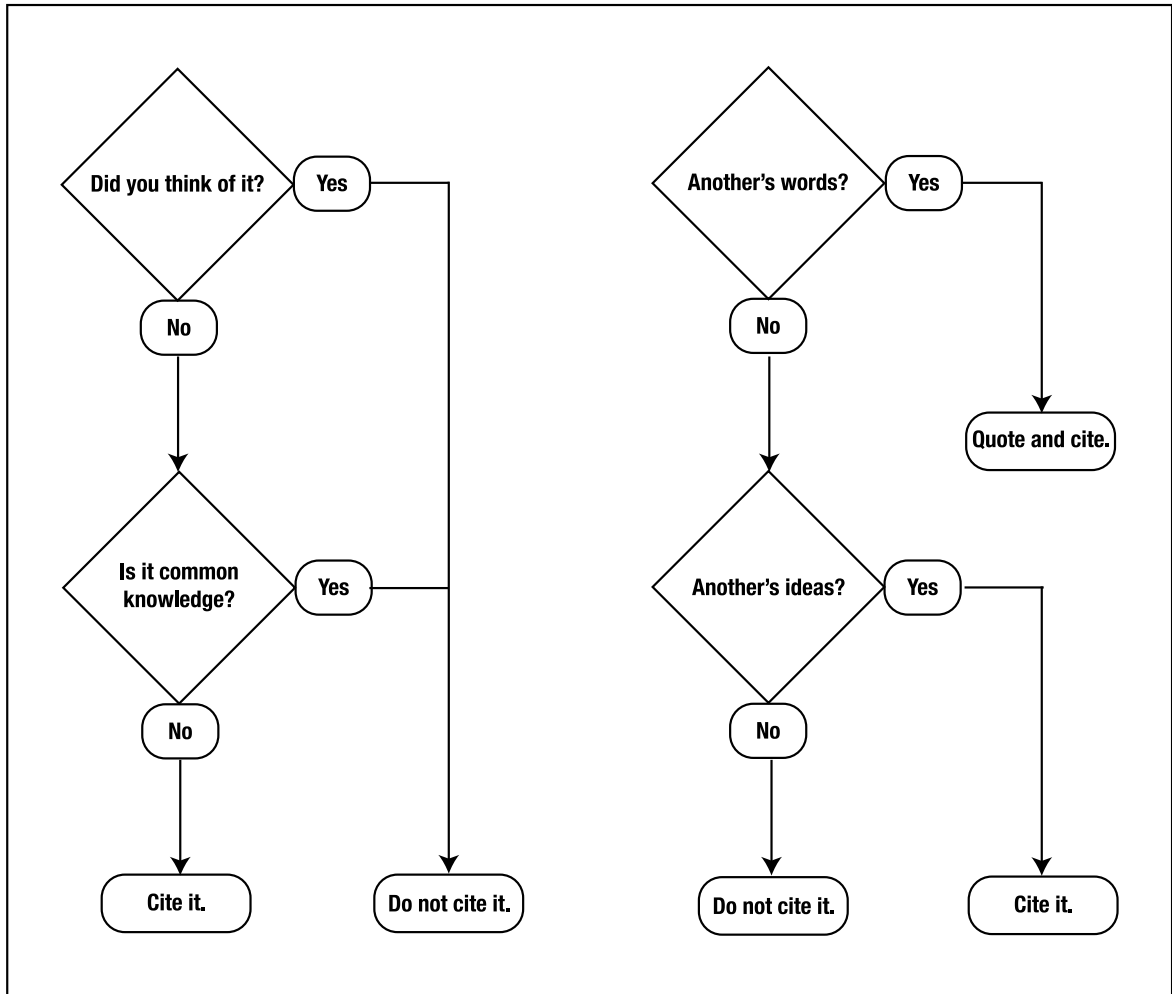 Did you think of it?
Yes
No
Is it common
knowledge?
Yes
No
Cite it.
Do not cite it.
Another's words?
Yes
No
Quote and cite.
Another's ideas?
Yes
No
Do not cite it.
Cite it.